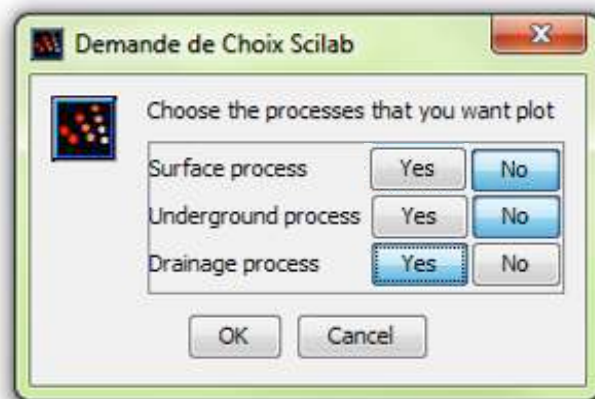 Demande de Choix Scilab
Choose the processes that you want plot
Surface process Yes No
Underground process Yes No
Drainage process Yes No
OK Cancel